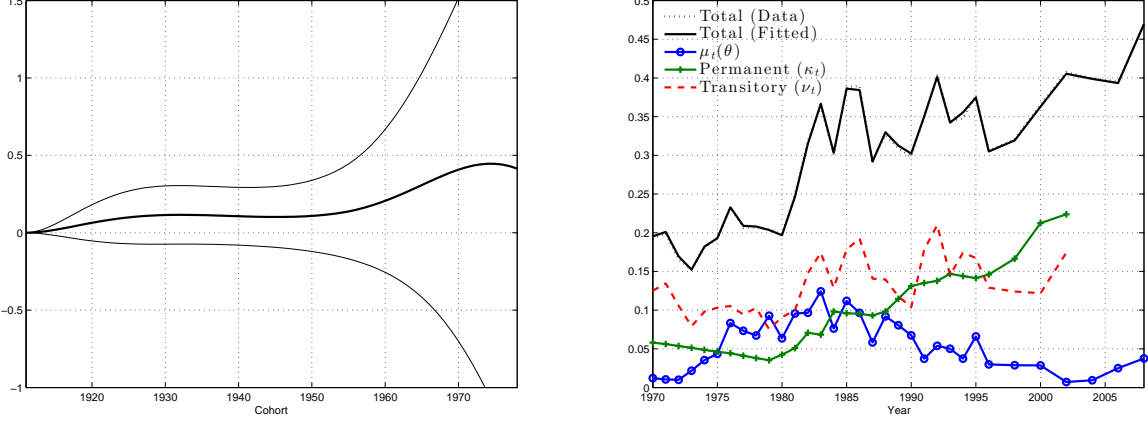 1.5
1
0.5
0
−0.5
−1
1920 1930 1940 1950 1960 1970
Cohort
0.5
0.45
0.4
0.35
0.3
0.25
0.2
0.15
0.1
0.05
0
Total (Data)
Total (Fitted)
μt(θ)
Permanent (κt)
Transitory (νt)
1970 1975 1980 1985 1990 1995 2000 2005
Year